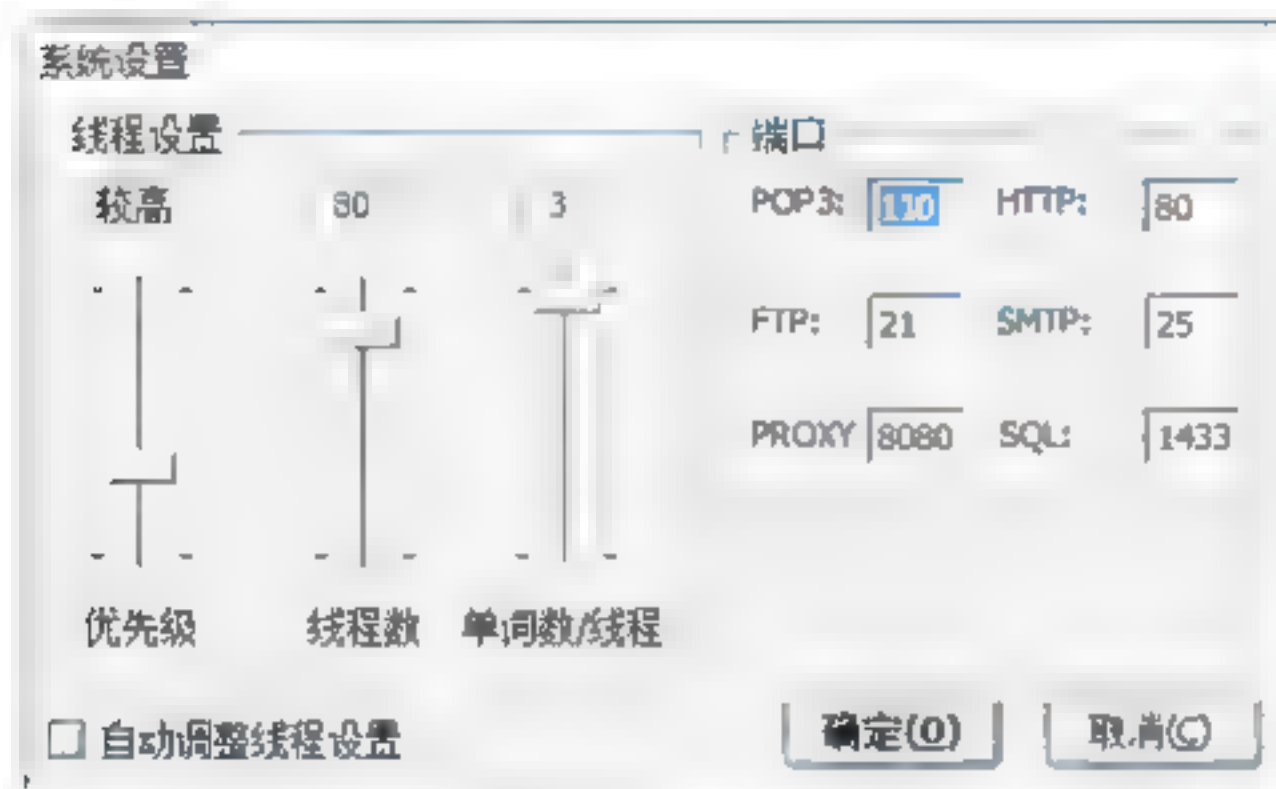 系统设置
线程设置
端口
较高 80 3
POP3: 110 HTTP: 80
FTP: 21 SMTP: 25
PROXY 8080 SQL: 1433
优先级 线程数 单词数/线程
自动调整线程设置
确定(O) 取消(C)